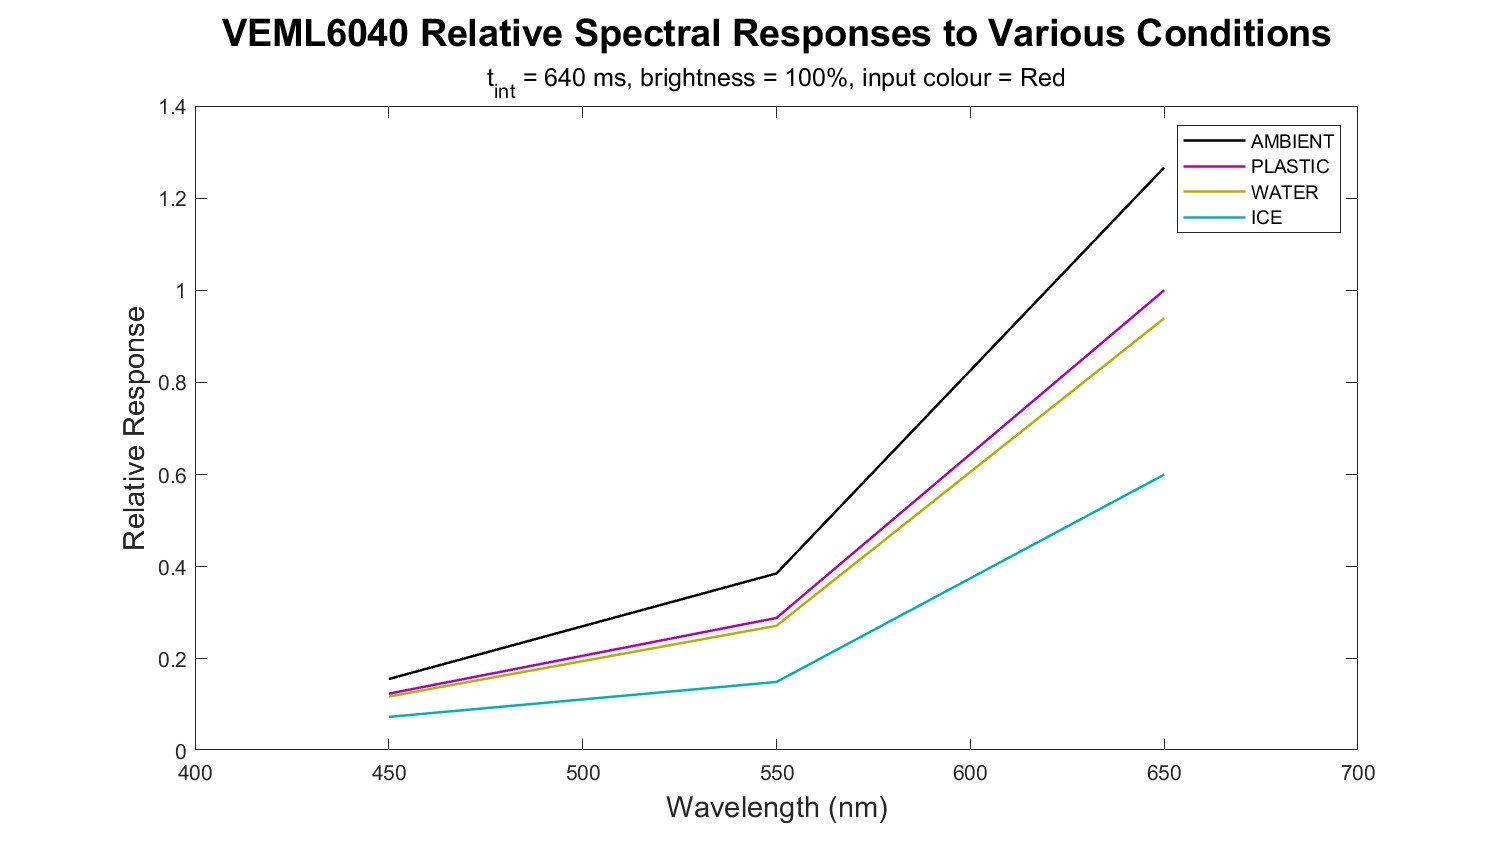 VEML6040 Relative Spectral Responses to Various Conditions
t_int = 640 ms, brightness = 100%, input colour = Red
1.4
1.2
1
0.8
0.6
0.4
0.2
0
Relative Response
AMBIENT
PLASTIC
WATER
ICE
400 450 500 550 600 650 700
Wavelength (nm)